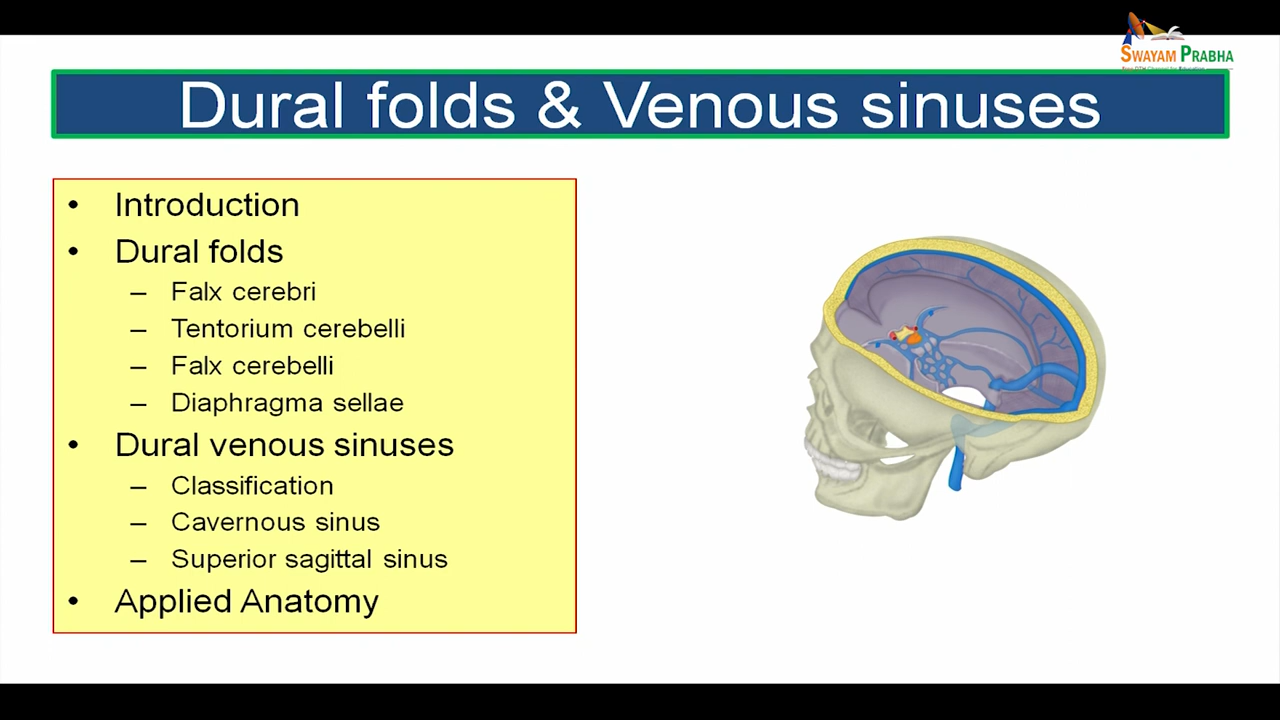 SWAYAM PRABHA
Dural folds & Venous sinuses
• Introduction
• Dural folds
– Falx cerebri
– Tentorium cerebelli
– Falx cerebelli
– Diaphragma sellae
• Dural venous sinuses
– Classification
– Cavernous sinus
– Superior sagittal sinus
• Applied Anatomy